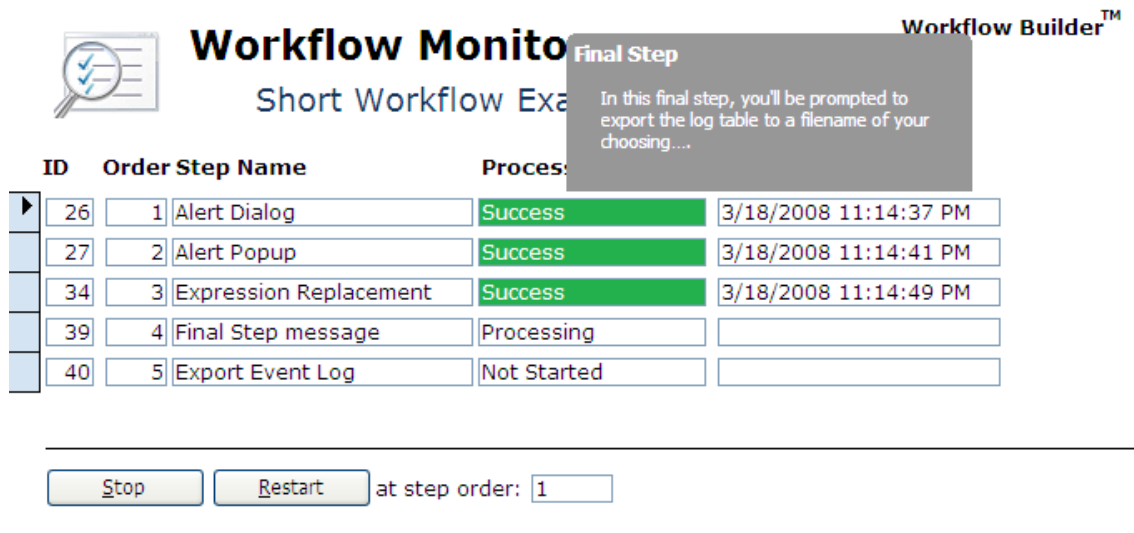 Workflow Builder™
Workflow Monito
Short Workflow Exa
Final Step
In this final step, you'll be prompted to
export the log table to a filename of your
choosing....
ID Order Step Name Proces
26 1 Alert Dialog Success 3/18/2008 11:14:37 PM
27 2 Alert Popup Success 3/18/2008 11:14:41 PM
34 3 Expression Replacement Success 3/18/2008 11:14:49 PM
39 4 Final Step message Processing
40 5 Export Event Log Not Started
Stop Restart at step order: 1